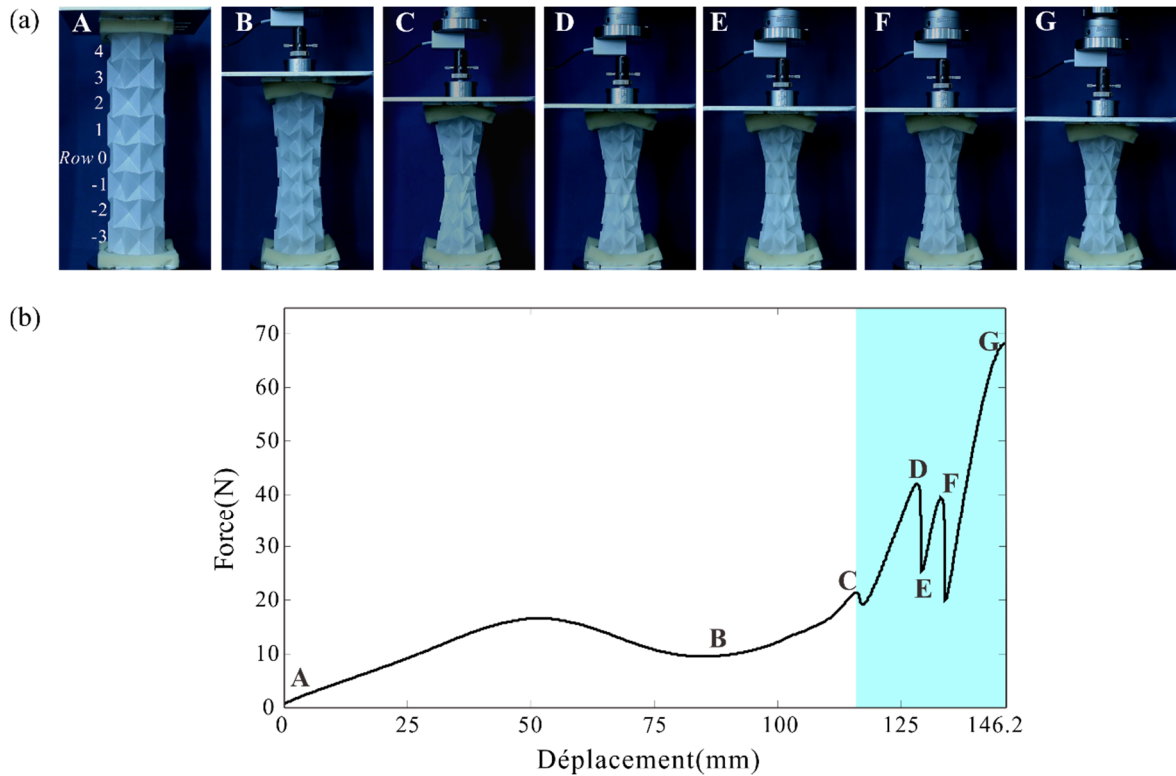 (a)
A B C D E F G
4
3
2
1
Row 0
-1
-2
-3
(b)
70
60
50
40
30
20
10
0
Force(N)
A
B
C
D
E
F
G
0 25 50 75 100 125 146.2
Déplacement(mm)